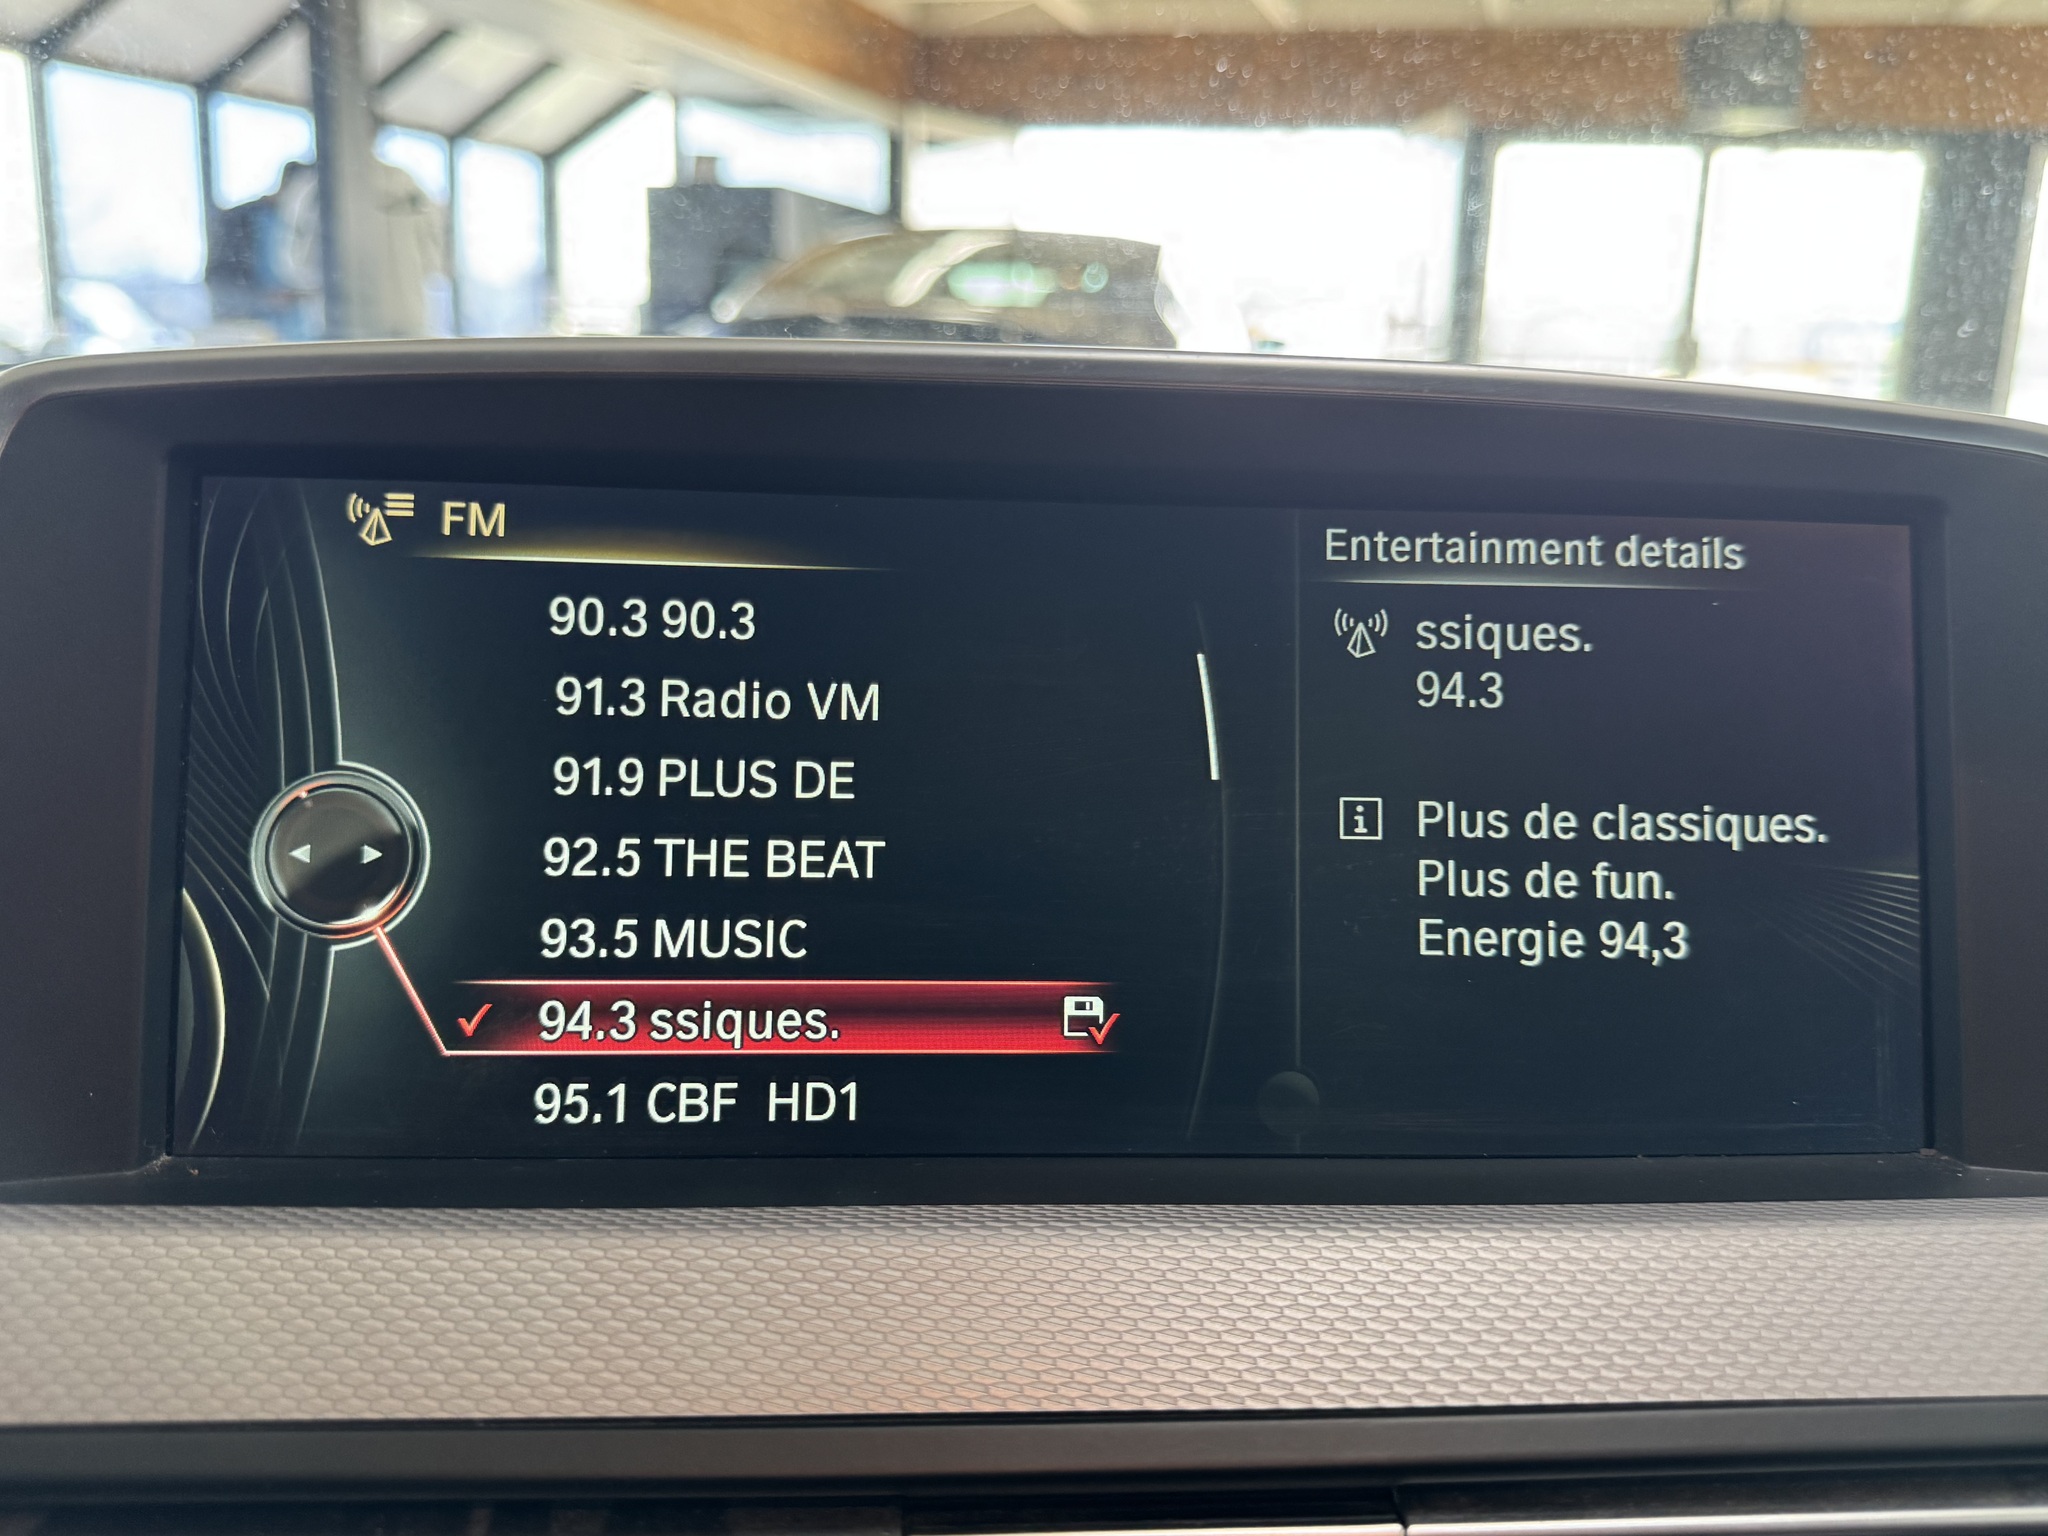 FM
90.3 90.3
91.3 Radio VM
91.9 PLUS DE
92.5 THE BEAT
93.5 MUSIC
94.3 ssiques.
95.1 CBF HD1
Entertainment details
ssiques.
94.3
Plus de classiques.
Plus de fun.
Energie 94,3